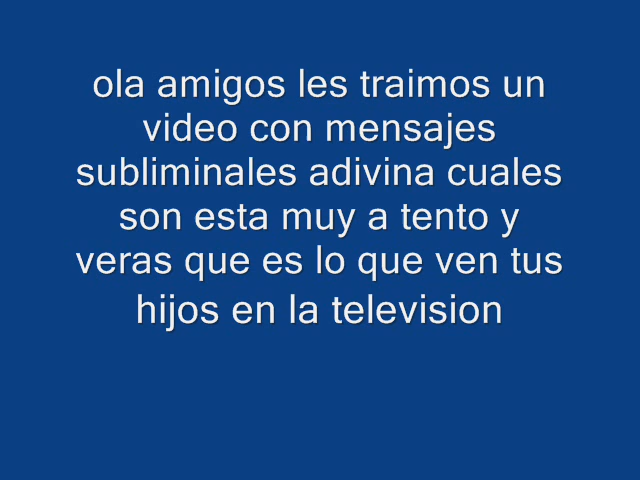 ola amigos les traimos un
video con mensajes
subliminales adivina cuales
son esta muy a tento y
veras que es lo que ven tus
hijos en la television